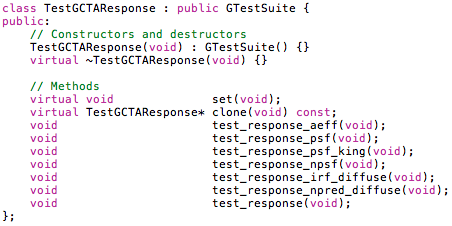 class TestGCTAResponse : public GTestSuite {
public:
    // Constructors and destructors
    TestGCTAResponse(void) : GTestSuite() {}
    virtual ~TestGCTAResponse(void) {}

    // Methods
    virtual void              set(void);
    virtual TestGCTAResponse* clone(void) const;
    void                      test_response_aeff(void);
    void                      test_response_psf(void);
    void                      test_response_psf_king(void);
    void                      test_response_npsf(void);
    void                      test_response_irf_diffuse(void);
    void                      test_response_npred_diffuse(void);
    void                      test_response(void);
};